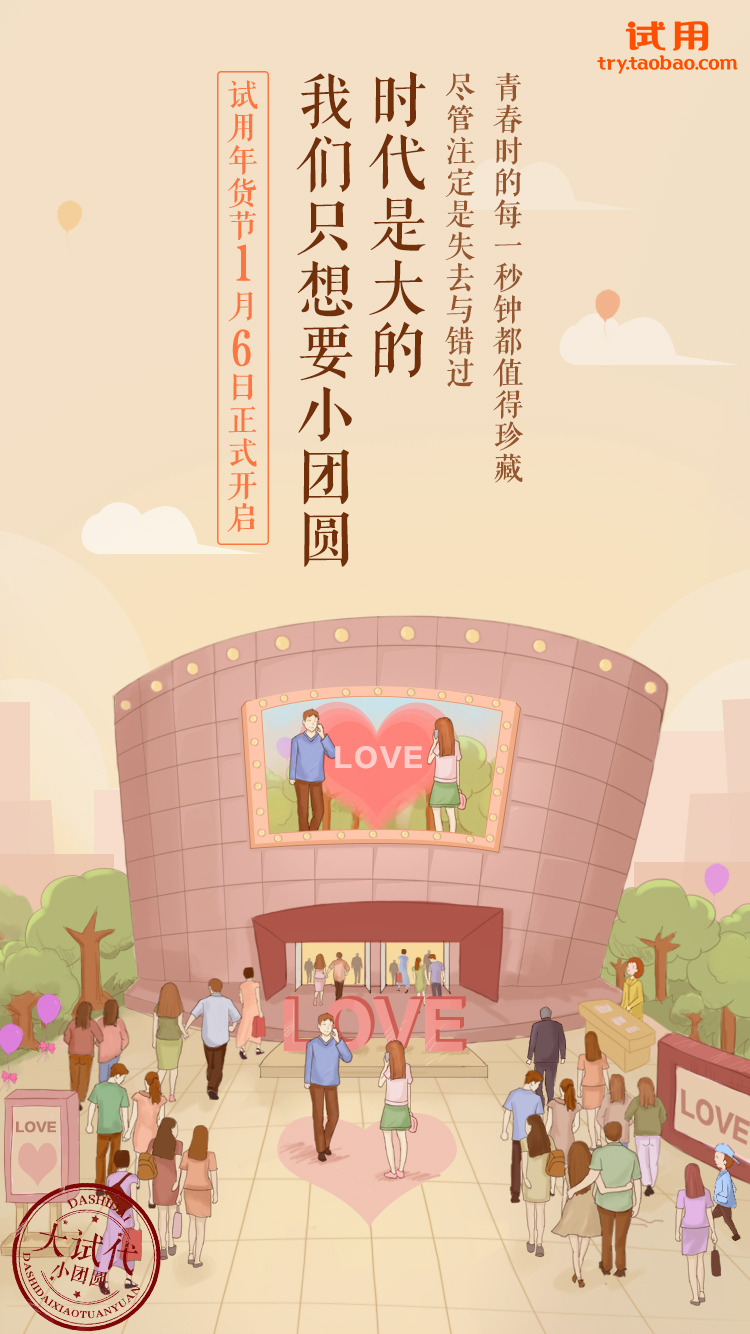 试用
try.taobao.com
青春时的每一秒钟都值得珍藏
尽管注定是失去与错过
时代是大的
我们只想要小团圆
试用年货节1月6日正式开启
LOVE
LOVE
LOVE
LOVE
DASHIDAI
大试代
小团圆
DASHIDAIXIAOTUANYUAN